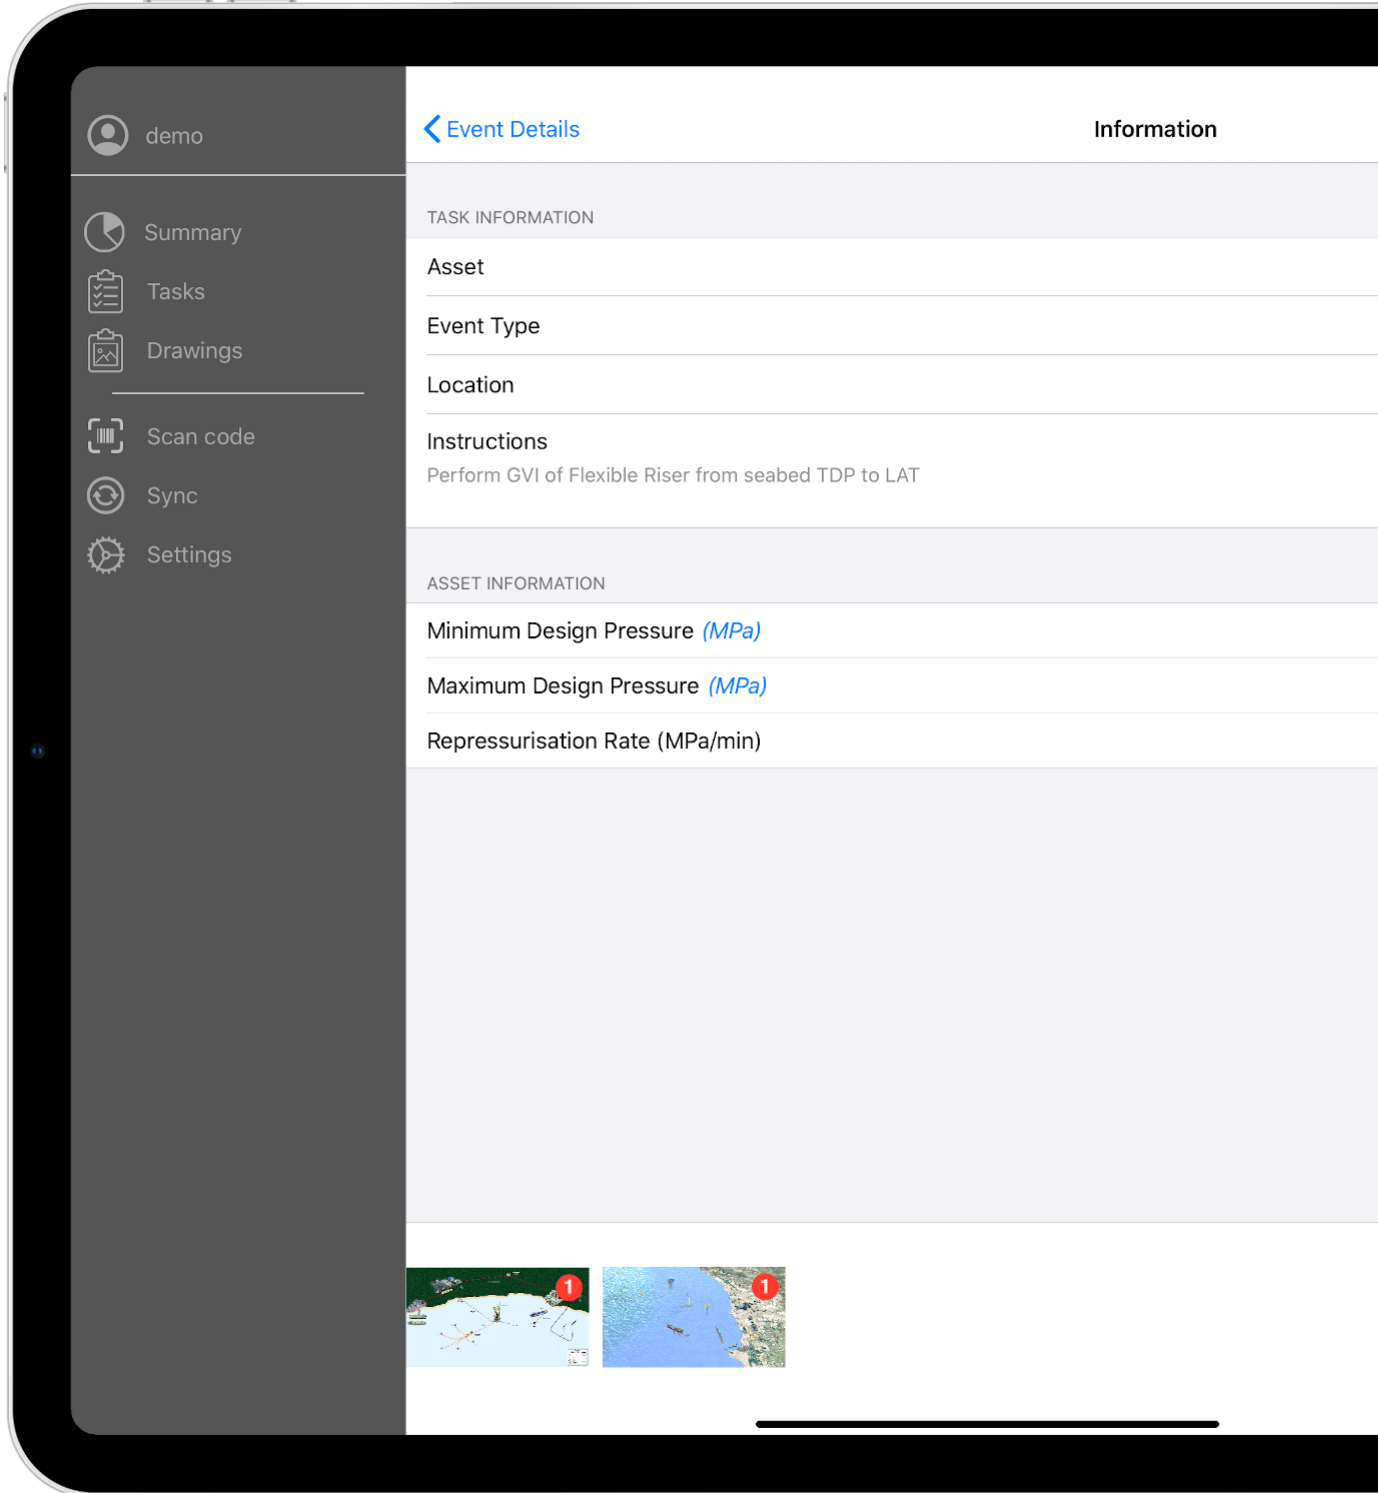 demo
Summary
Tasks
Drawings
Scan code
Sync
Settings
Event Details
Information
TASK INFORMATION
Asset
Event Type
Location
Instructions
Perform GVI of Flexible Riser from seabed TDP to LAT
ASSET INFORMATION
Minimum Design Pressure (MPa)
Maximum Design Pressure (MPa)
Repressurisation Rate (MPa/min)
1
1